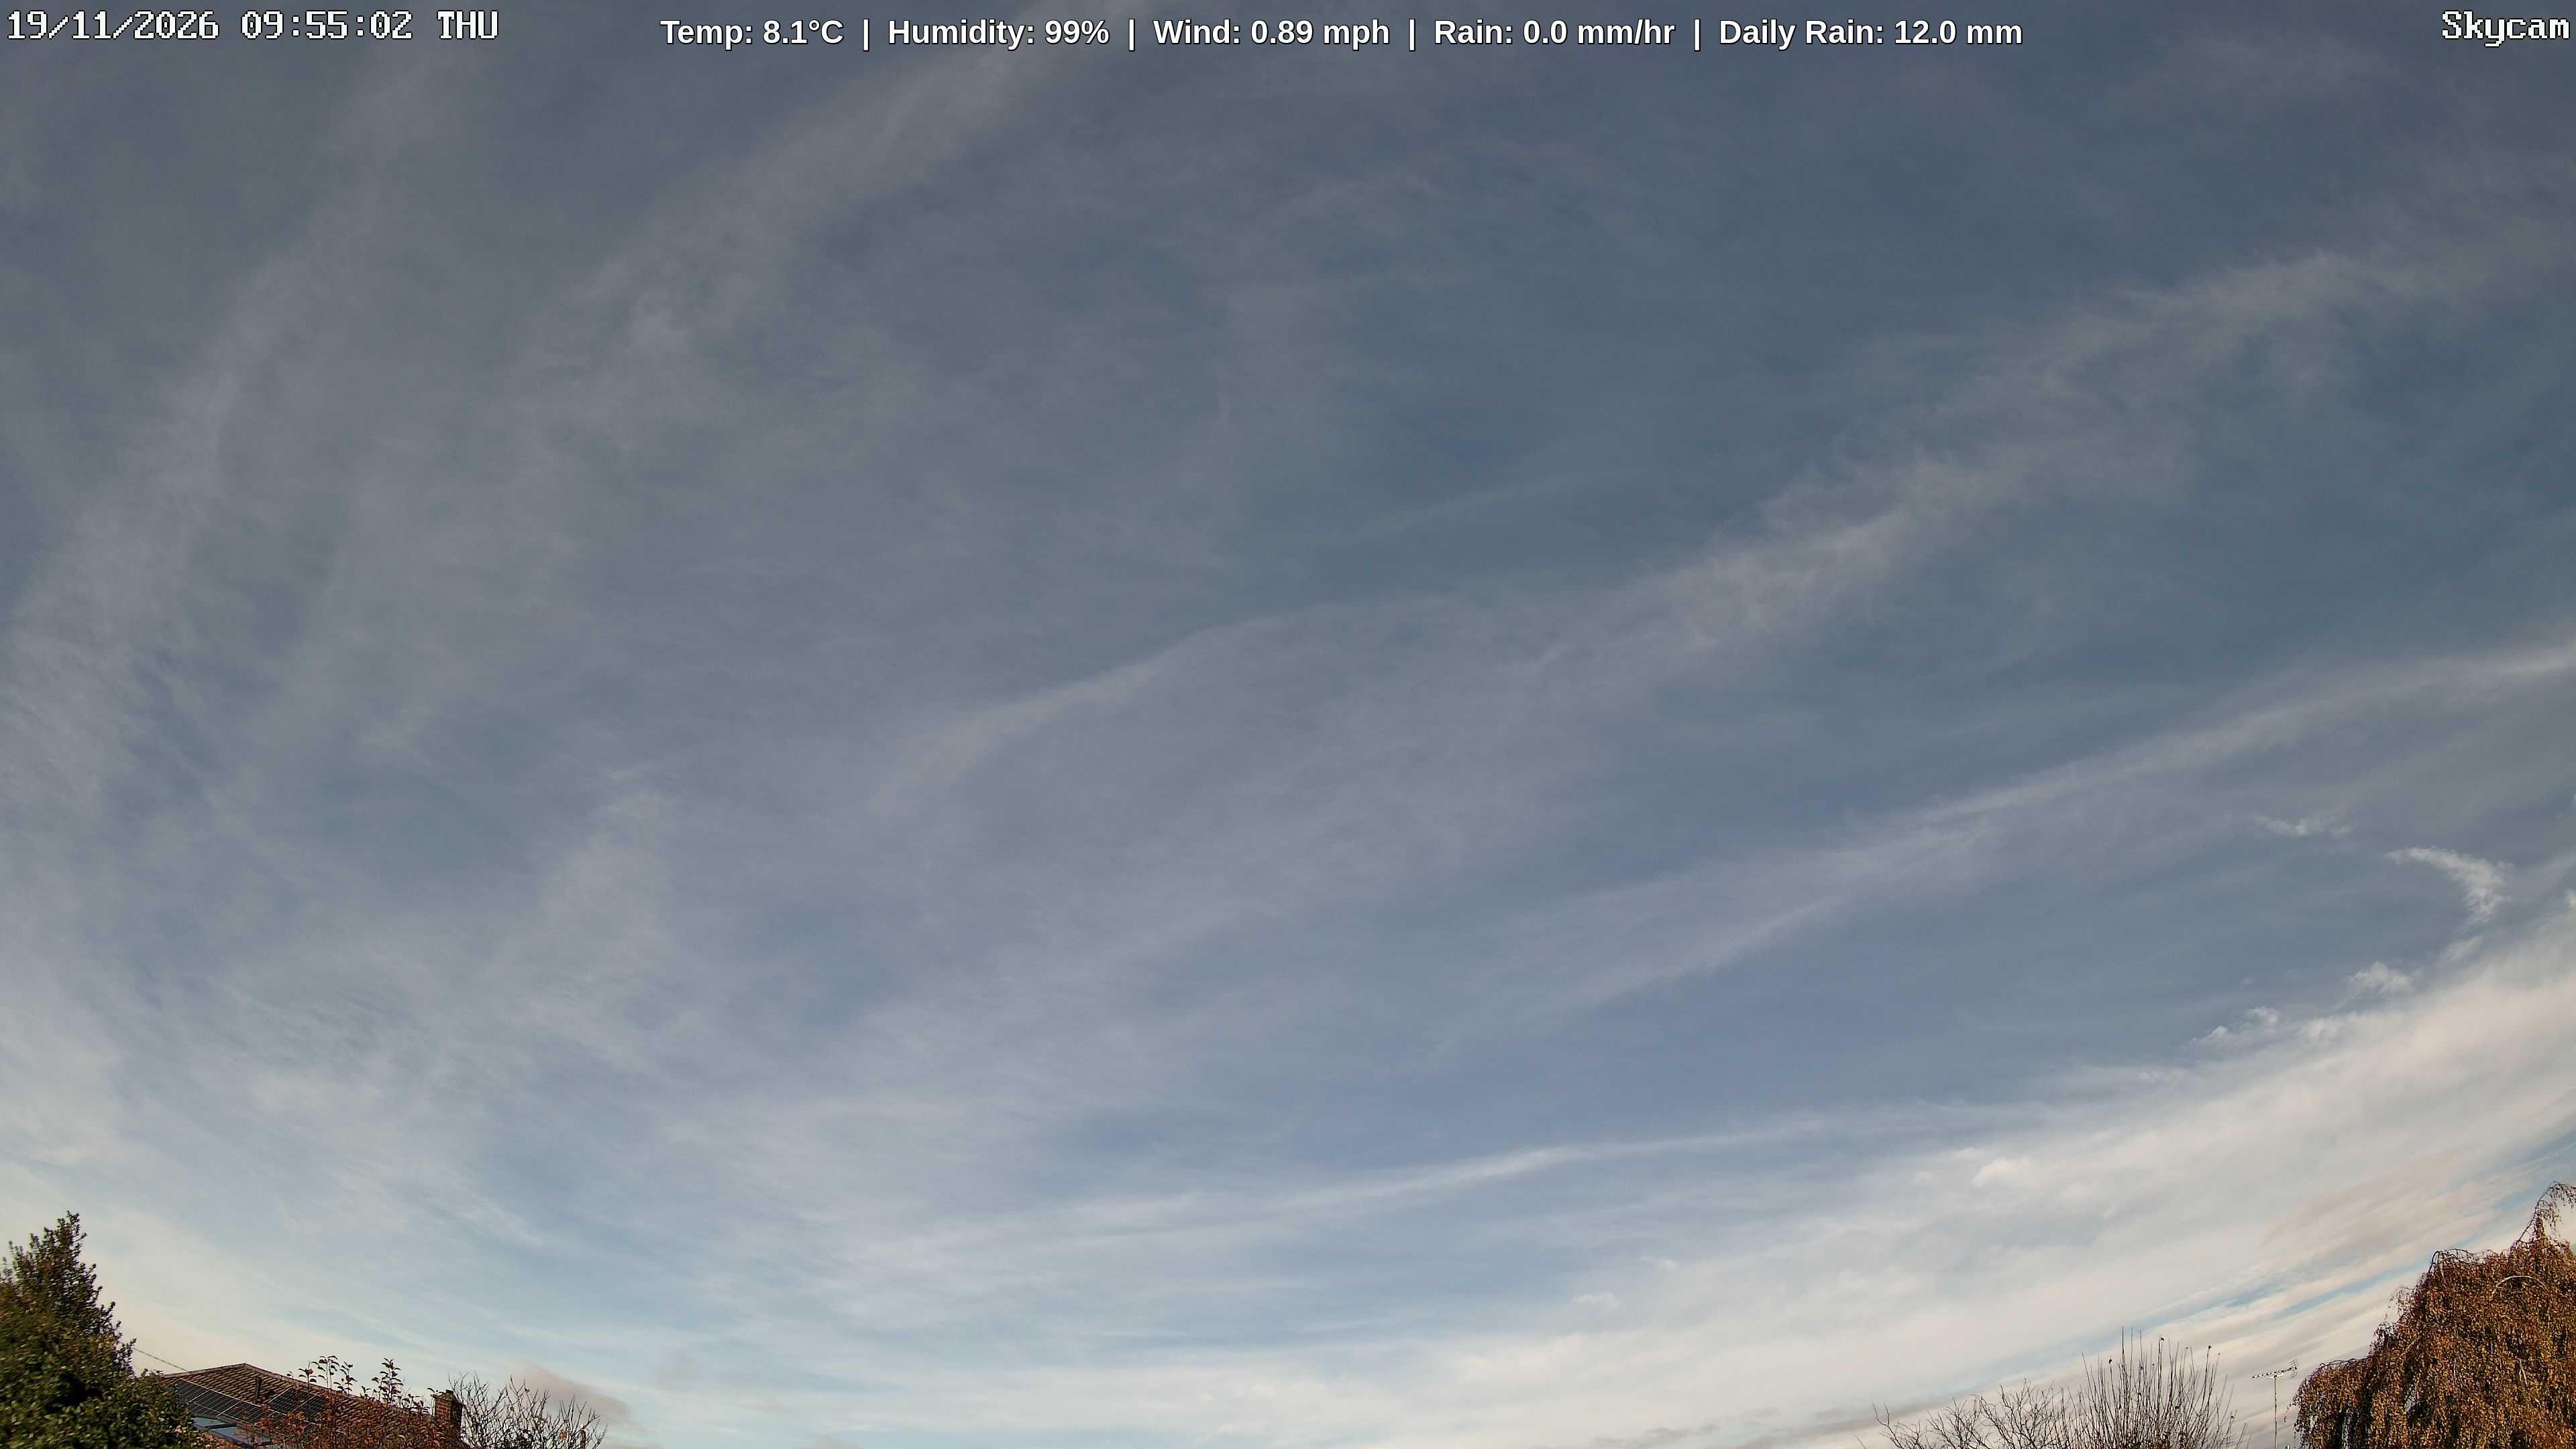 19/11/2026 09:55:02 THU
Temp: 8.1°C | Humidity: 99% | Wind: 0.89 mph | Rain: 0.0 mm/hr | Daily Rain: 12.0 mm
Skycam